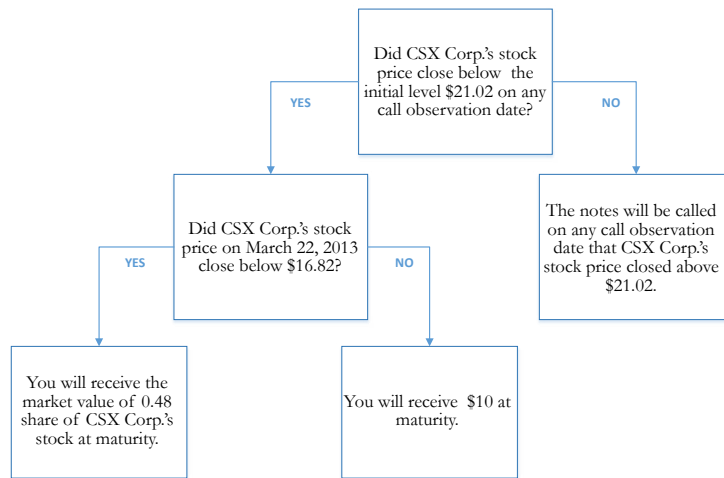 Did CSX Corp.'s stock
price close below the
initial level $21.02 on any
call observation date?
YES
NO
Did CSX Corp.'s stock
price on March 22, 2013
close below $16.82?
The notes will be called
on any call observation
date that CSX Corp.'s
stock price closed above
$21.02.
YES
NO
You will receive the
market value of 0.48
share of CSX Corp.'s
stock at maturity.
You will receive $10 at
maturity.